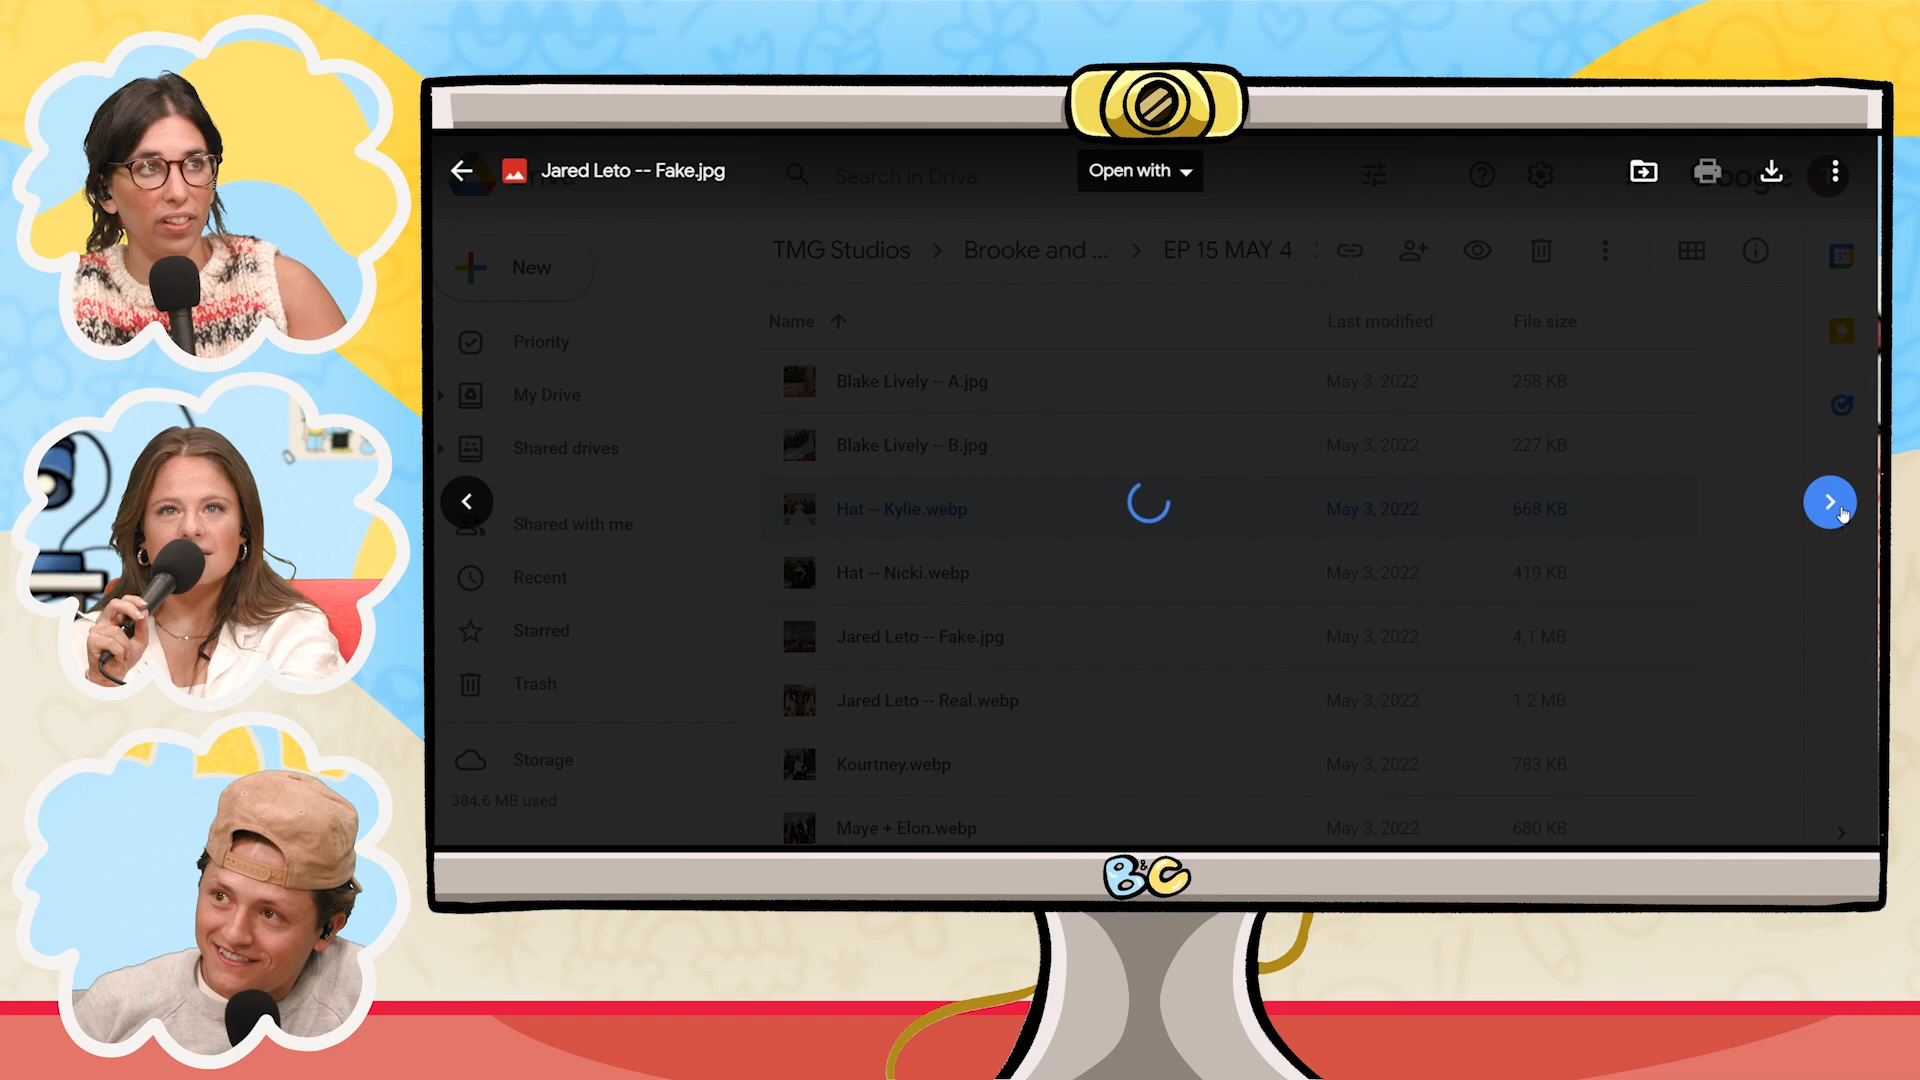 Jared Leto -- Fake.jpg
Search in Drive
Open with
New
TMG Studios > Brooke and ... > EP 15 MAY 4
Name
Last modified
File size
Priority
Blake Lively -- A.jpg May 3, 2022 258 KB
My Drive
Blake Lively -- B.jpg May 3, 2022 227 KB
Shared drives
Hat -- Kylie.webp May 3, 2022 668 KB
Shared with me
Hat -- Nicki.webp May 3, 2022 419 KB
Recent
Jared Leto -- Fake.jpg May 3, 2022 4.1 MB
Starred
Jared Leto -- Real.webp May 3, 2022 1.2 MB
Trash
Kourtney.webp May 3, 2022 783 KB
Storage
384.6 MB used
Maye + Elon.webp May 3, 2022 680 KB
31
B&C